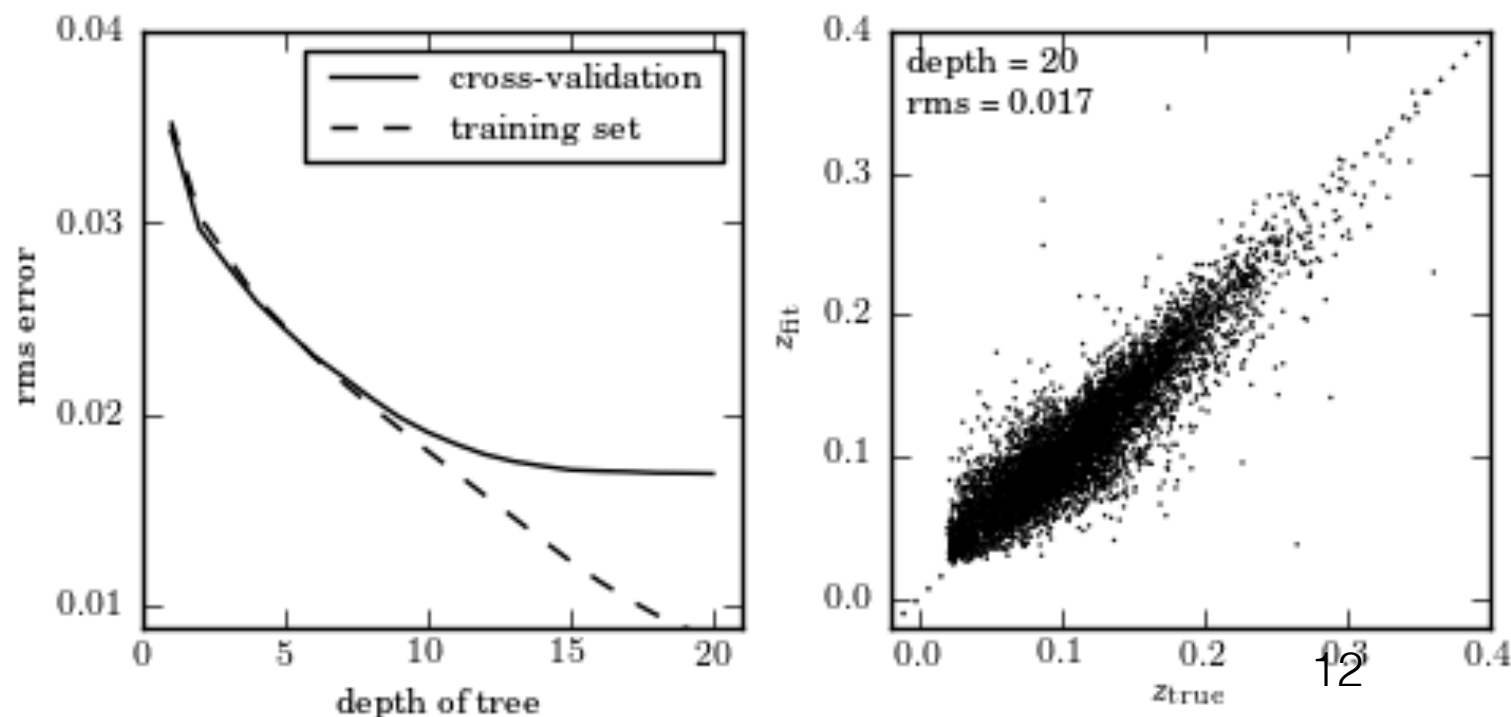 0.04
0.03
0.02
0.01
rms error
cross-validation
training set
0 5 10 15 20
depth of tree
0.4
0.3
0.2
0.1
0.0
z_fit
depth = 20
rms = 0.017
0.0 0.1 0.2 0.3 0.4
12
z_true